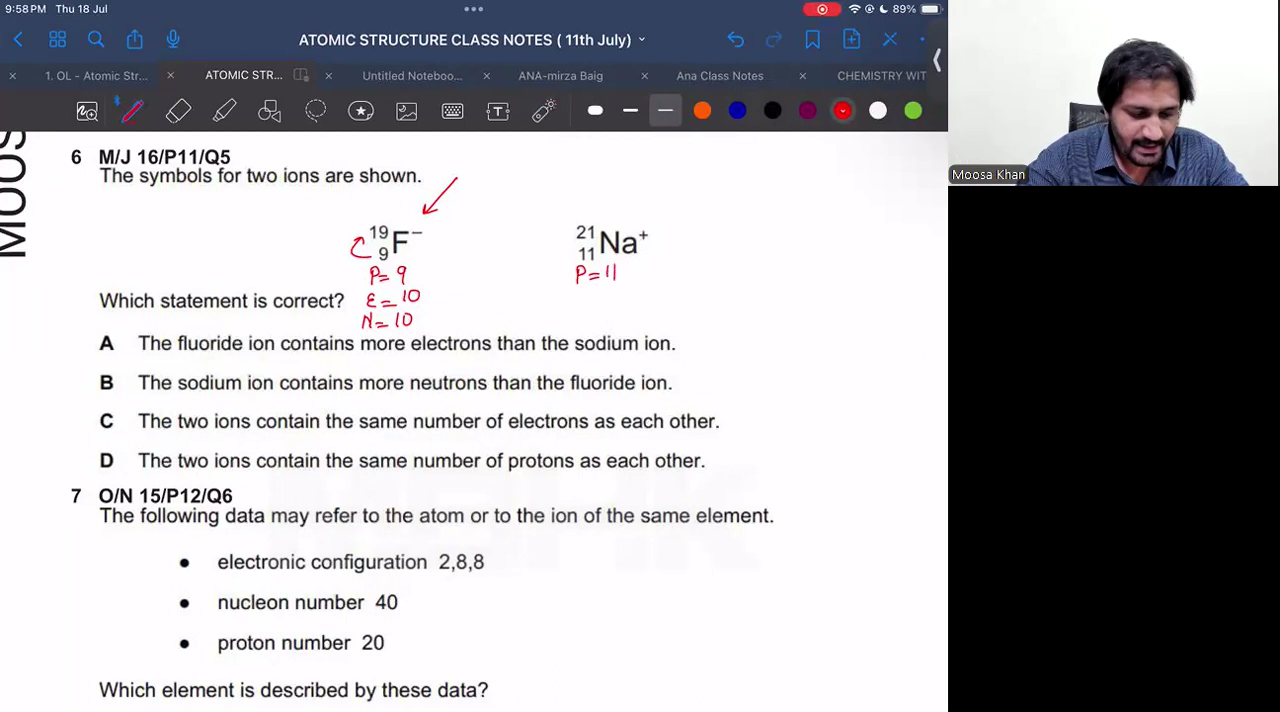 9:58 PM Thu 18 Jul
89%
ATOMIC STRUCTURE CLASS NOTES ( 11th July)
1. OL - Atomic Str...
ATOMIC STR...
Untitled Noteboo...
ANA-mirza Baig
Ana Class Notes
CHEMISTRY WIT
T
MOOS
6 M/J 16/P11/Q5
The symbols for two ions are shown.
19 9 F−
21 11 Na+
P= 9
P= 11
E= 10
N= 10
Which statement is correct?
A The fluoride ion contains more electrons than the sodium ion.
B The sodium ion contains more neutrons than the fluoride ion.
C The two ions contain the same number of electrons as each other.
D The two ions contain the same number of protons as each other.
7 O/N 15/P12/Q6
The following data may refer to the atom or to the ion of the same element.
• electronic configuration 2,8,8
• nucleon number 40
• proton number 20
Which element is described by these data?
Moosa Khan